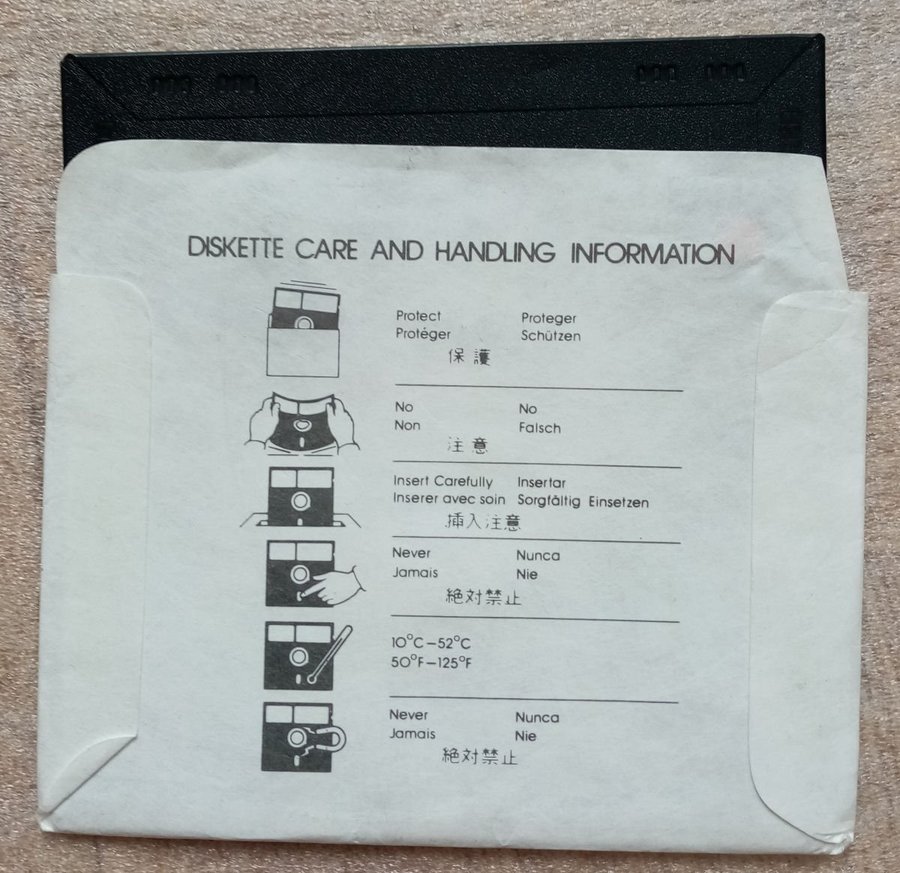 DISKETTE CARE AND HANDLING INFORMATION
Protect Proteger
Protéger Schützen
保護
No No
Non Falsch
注意
Insert Carefully Insertar
Inserer avec soin Sorgfältig Einsetzen
挿入注意
Never Nunca
Jamais Nie
絶対禁止
10°C–52°C
50°F–125°F
Never Nunca
Jamais Nie
絶対禁止